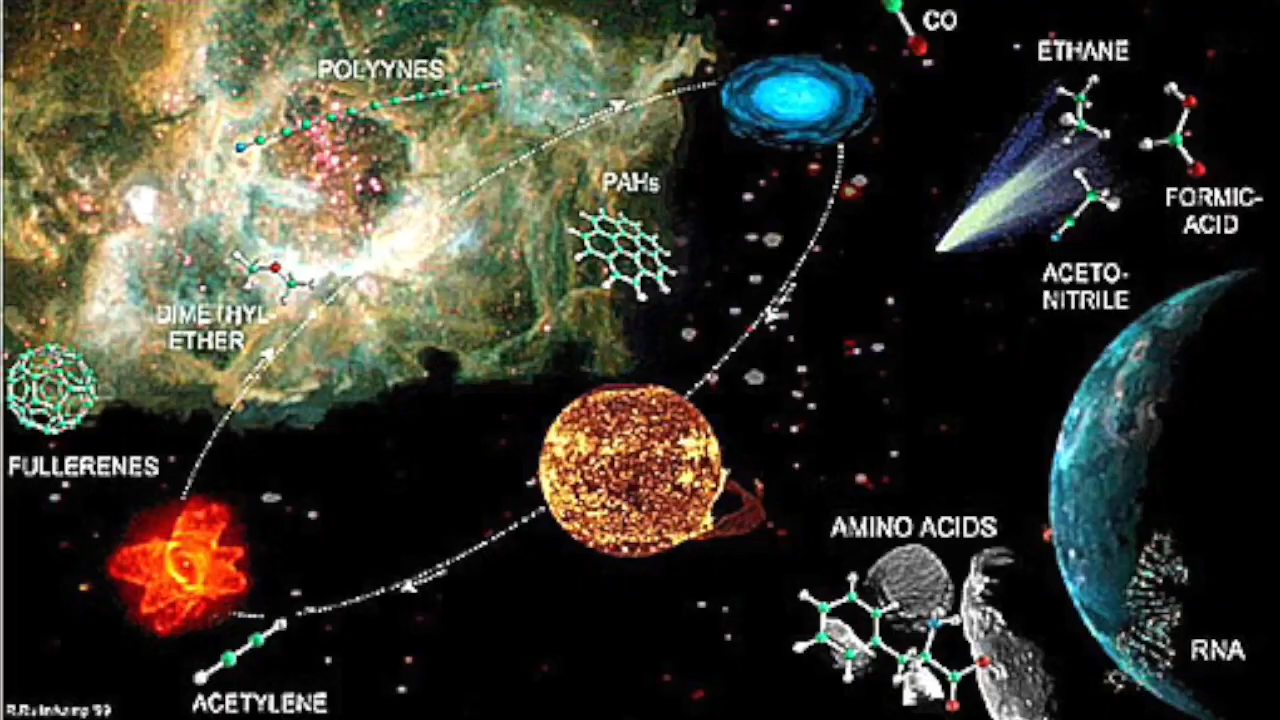 CO
ETHANE
POLYYNES
PAHs
FORMIC-
ACID
ACETO-
NITRILE
DIMETHYL-
ETHER
FULLERENES
AMINO ACIDS
RNA
ACETYLENE